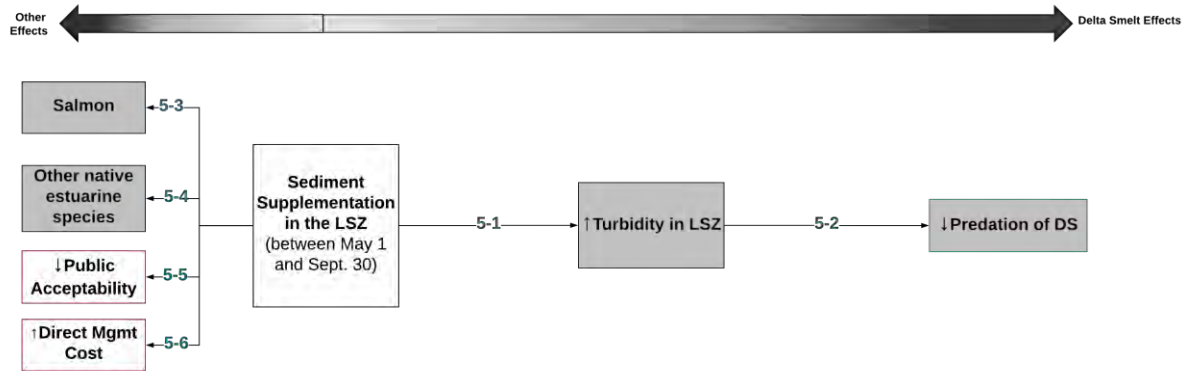 Other
Effects
Delta Smelt Effects
Salmon
5-3
Other native
estuarine
species
5-4
↓Public
Acceptability
5-5
↑Direct Mgmt
Cost
5-6
Sediment
Supplementation
in the LSZ
(between May 1
and Sept. 30)
5-1
↑Turbidity in LSZ
5-2
↓Predation of DS